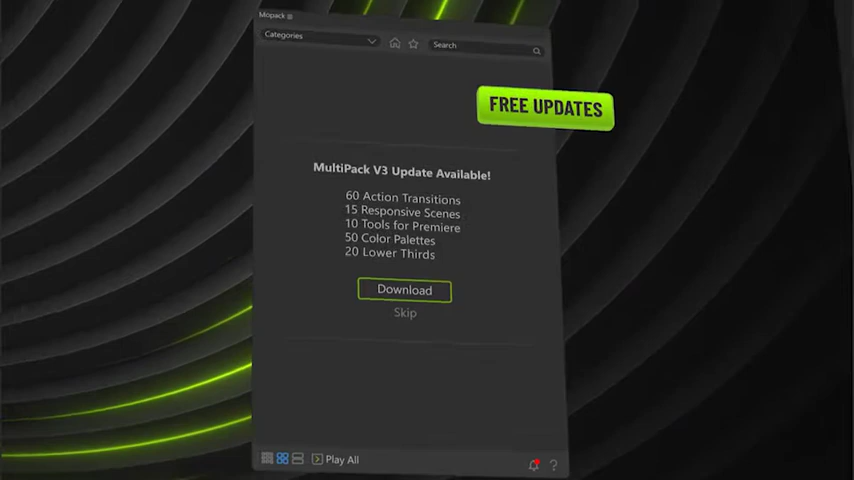 Mopack
Categories
Search
FREE UPDATES
MultiPack V3 Update Available!
60 Action Transitions
15 Responsive Scenes
10 Tools for Premiere
50 Color Palettes
20 Lower Thirds
Download
Skip
Play All
?